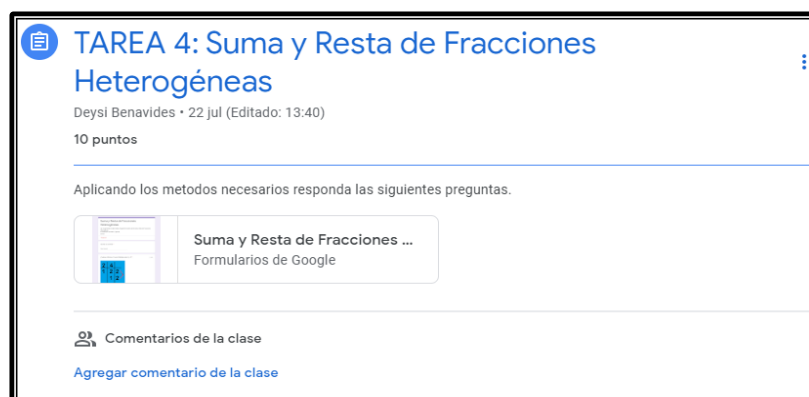 TAREA 4: Suma y Resta de Fracciones
Heterogéneas
Deysi Benavides • 22 jul (Editado: 13:40)
10 puntos
Aplicando los metodos necesarios responda las siguientes preguntas.
Suma y Resta de Fracciones ...
Formularios de Google
Comentarios de la clase
Agregar comentario de la clase